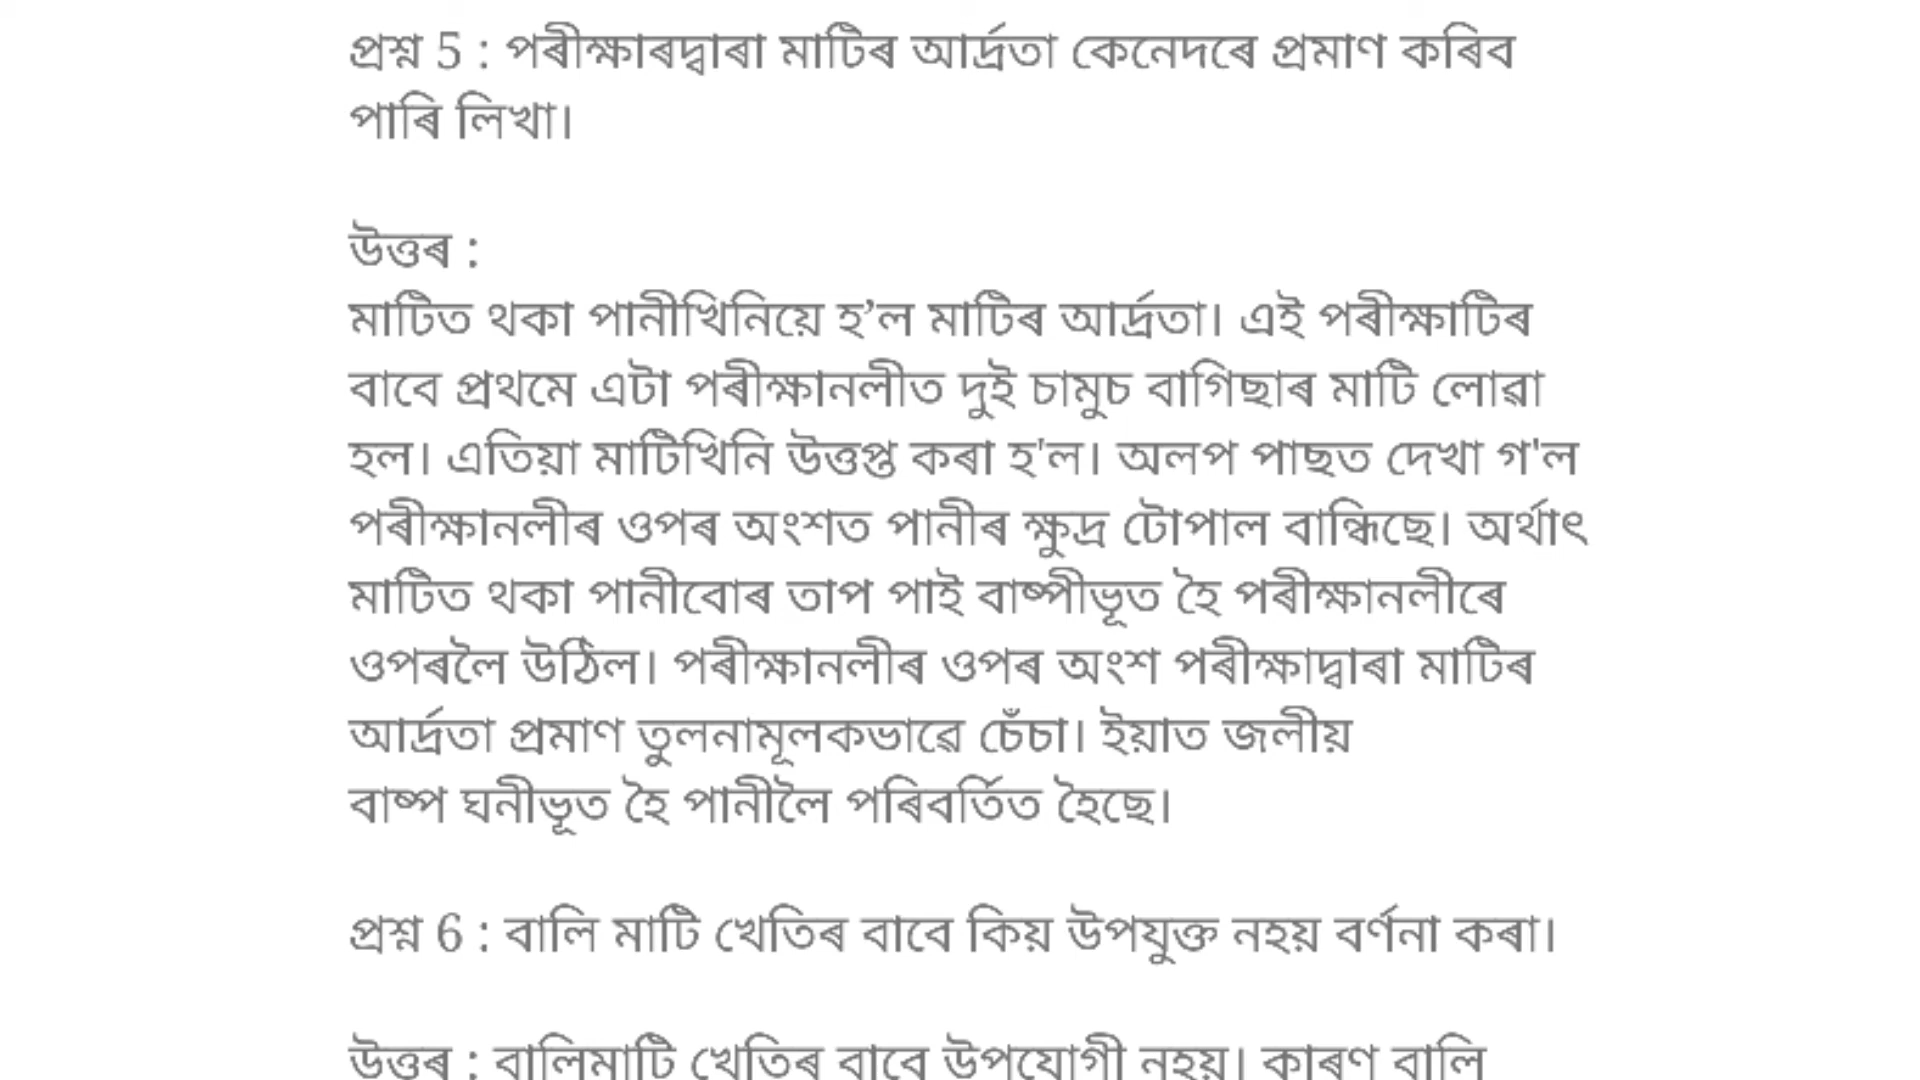 প্ৰশ্ন 5 : পৰীক্ষাৰদ্বাৰা মাটিৰ আৰ্দ্ৰতা কেনেদৰে প্ৰমাণ কৰিব
পাৰি লিখা।
উত্তৰ :
মাটিত থকা পানীখিনিয়ে হ’ল মাটিৰ আৰ্দ্ৰতা। এই পৰীক্ষাটিৰ
বাবে প্ৰথমে এটা পৰীক্ষানলীত দুই চামুচ বাগিছাৰ মাটি লোৱা
হল। এতিয়া মাটিখিনি উত্তপ্ত কৰা হ'ল। অলপ পাছত দেখা গ'ল
পৰীক্ষানলীৰ ওপৰ অংশত পানীৰ ক্ষুদ্ৰ টোপাল বান্ধিছে। অৰ্থাৎ
মাটিত থকা পানীবোৰ তাপ পাই বাষ্পীভূত হৈ পৰীক্ষানলীৰে
ওপৰলৈ উঠিল। পৰীক্ষানলীৰ ওপৰ অংশ পৰীক্ষাদ্বাৰা মাটিৰ
আৰ্দ্ৰতা প্ৰমাণ তুলনামূলকভাৱে চেঁচা। ইয়াত জলীয়
বাষ্প ঘনীভূত হৈ পানীলৈ পৰিবৰ্তিত হৈছে।
প্ৰশ্ন 6 : বালি মাটি খেতিৰ বাবে কিয় উপযুক্ত নহয় বৰ্ণনা কৰা।
উত্তৰ : বালিমাটি খেতিৰ বাবে উপযোগী নহয়। কাৰণ বালি